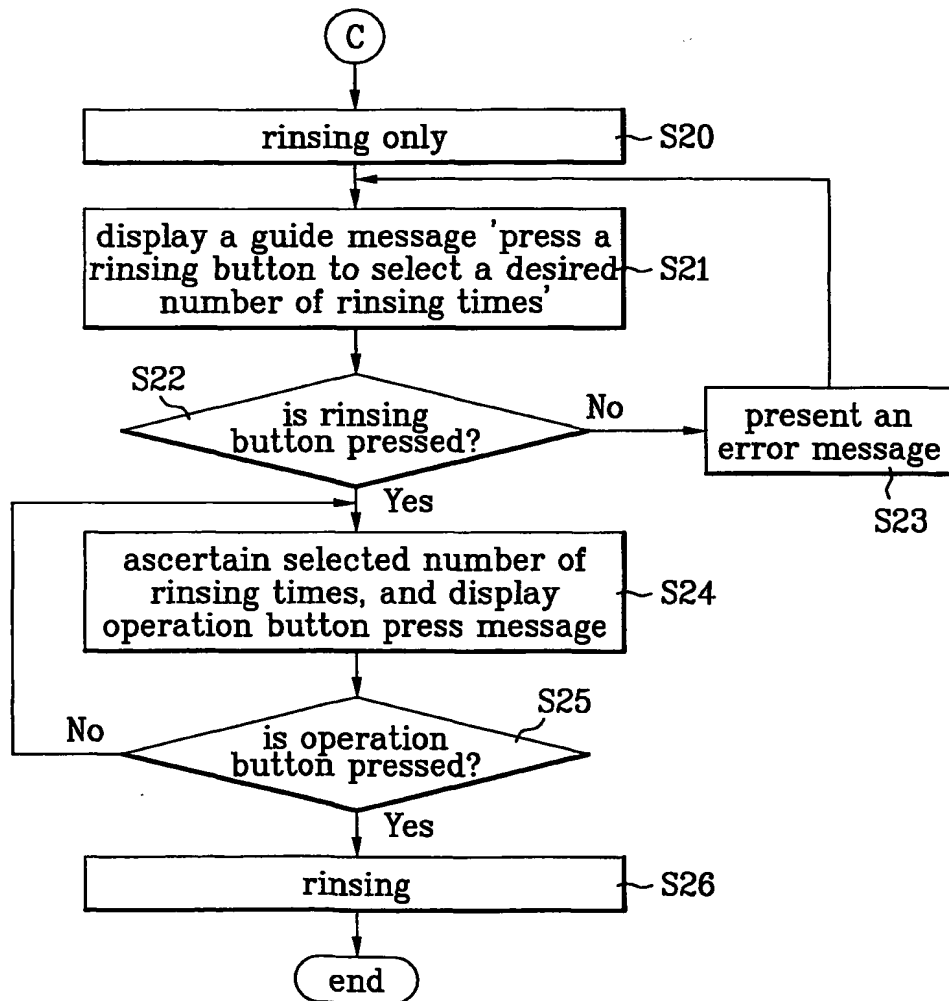 C
rinsing only
S20
display a guide message 'press a
rinsing button to select a desired
number of rinsing times'
S21
S22
is rinsing
button pressed?
No
present an
error message
S23
Yes
ascertain selected number of
rinsing times, and display
operation button press message
S24
S25
No
is operation
button pressed?
Yes
rinsing
S26
end